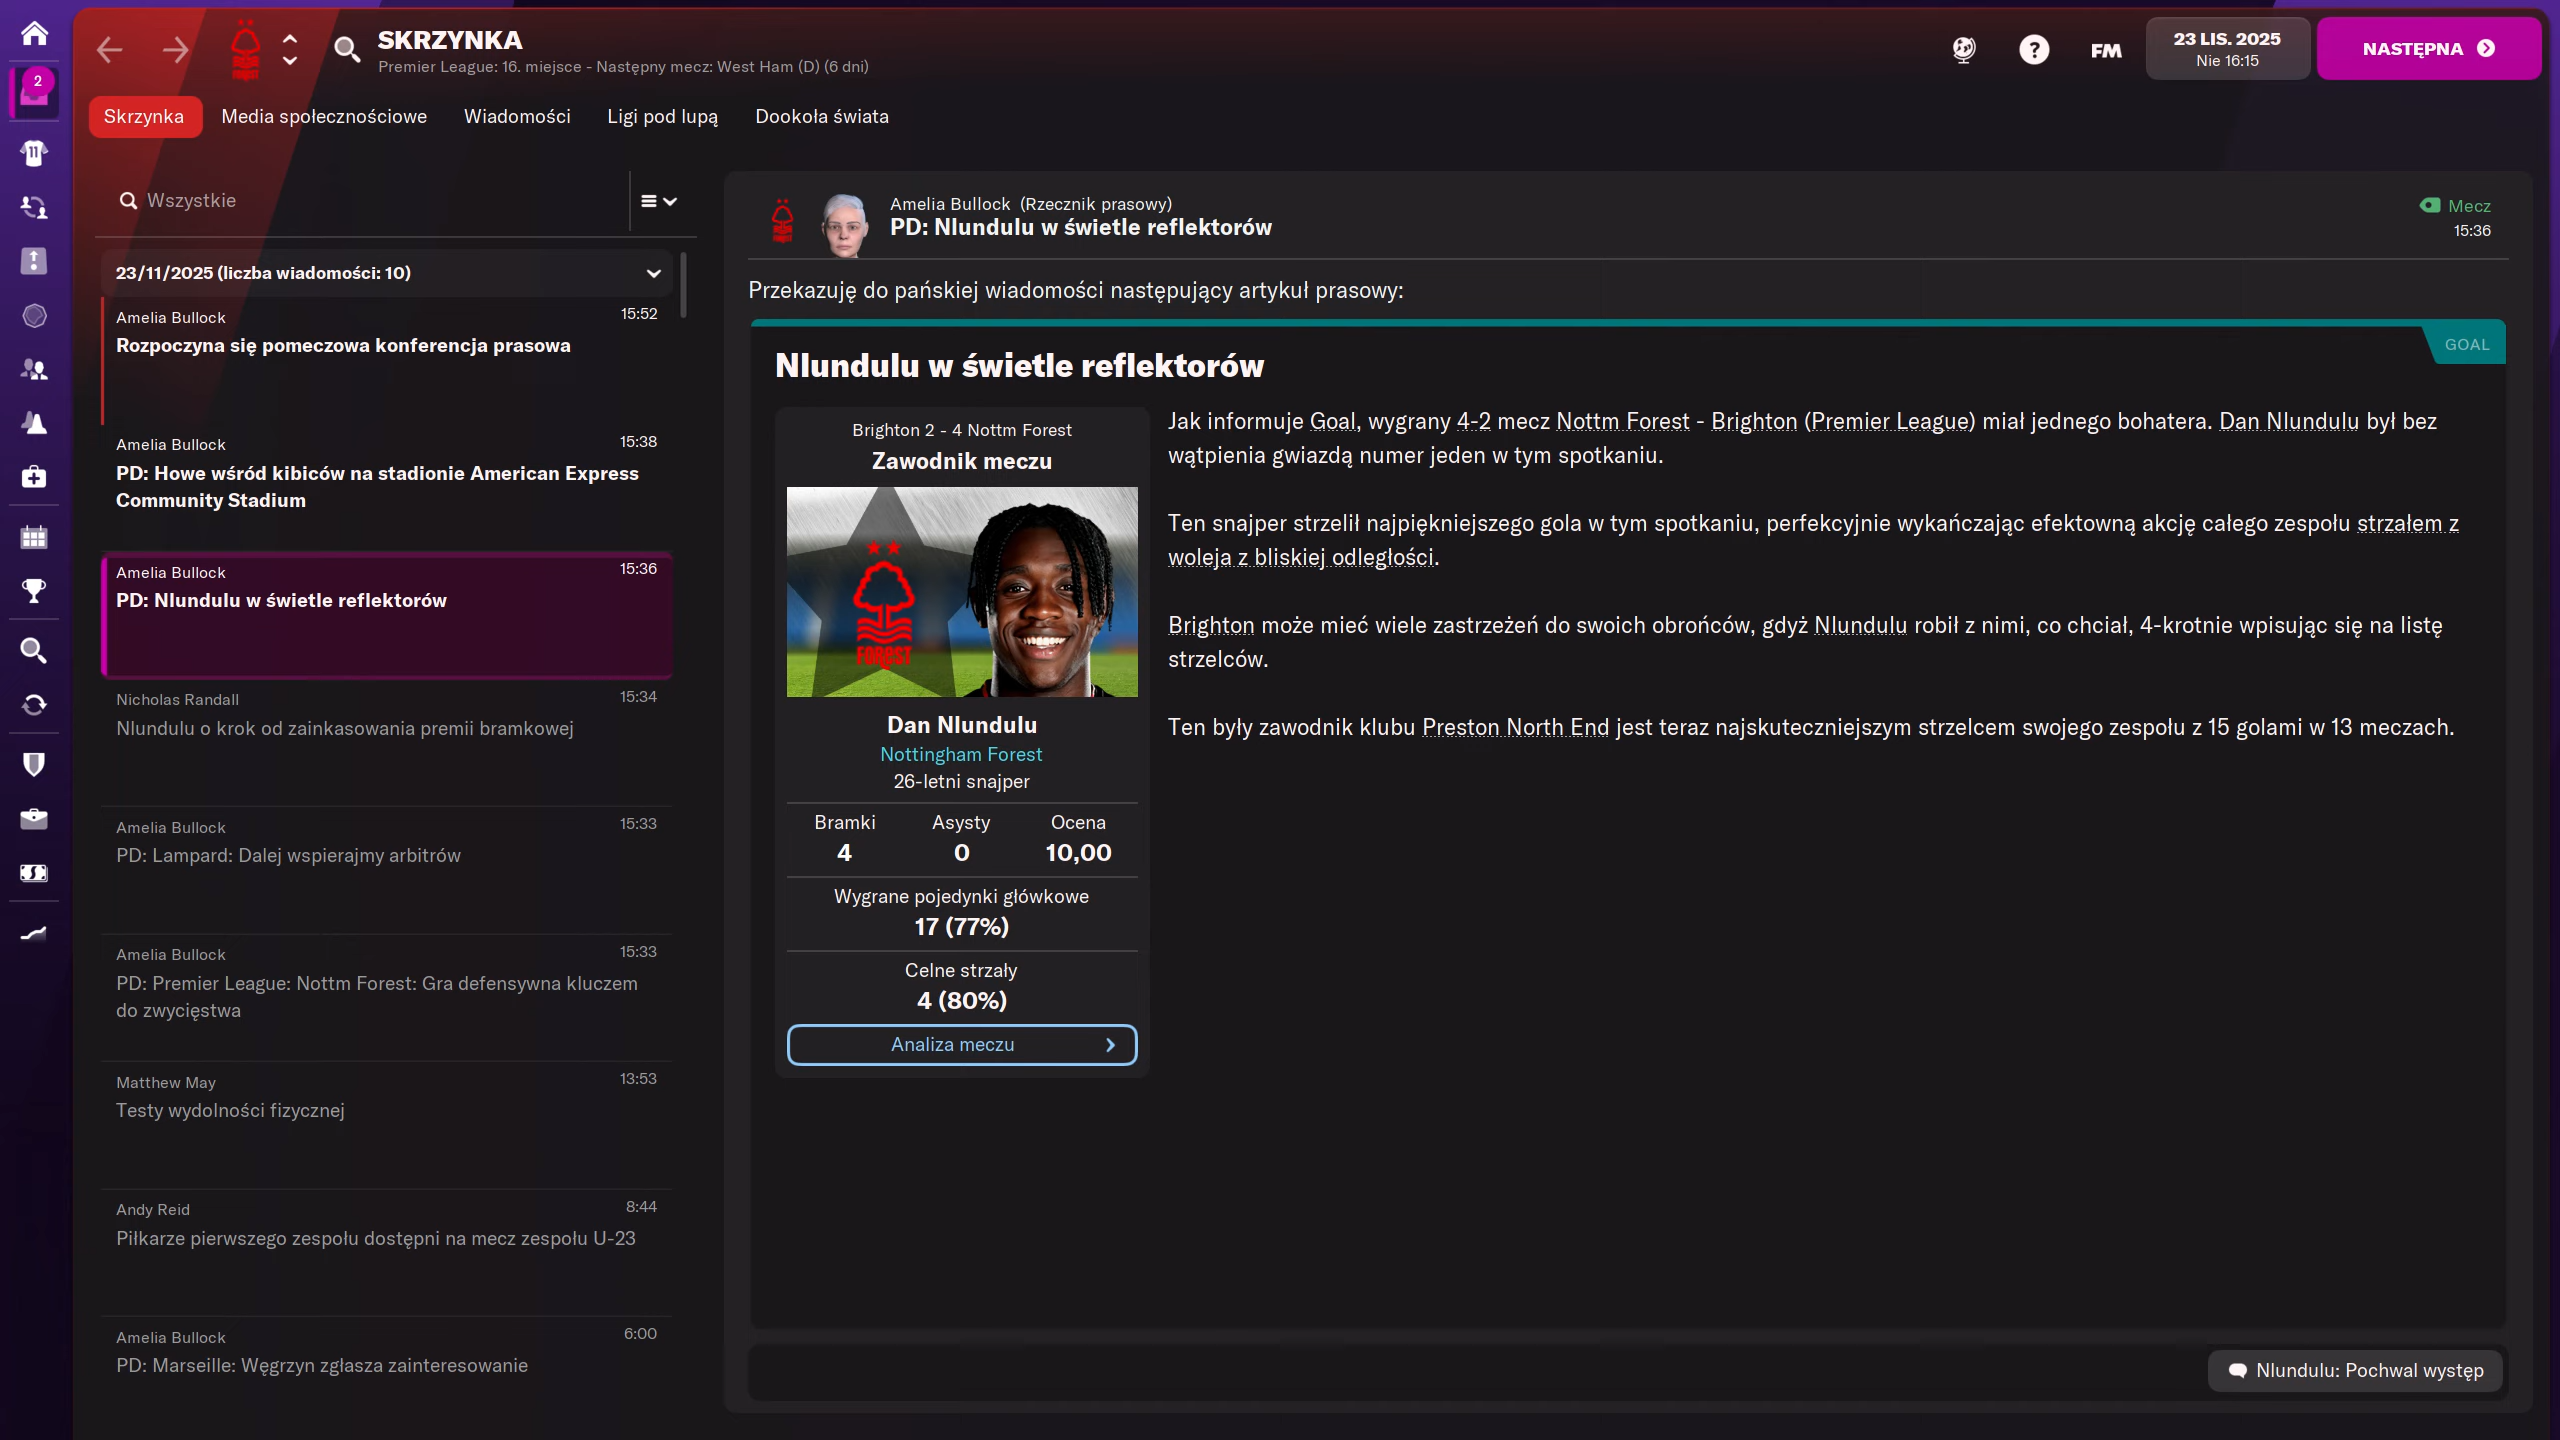 2
SKRZYNKA
Premier League: 16. miejsce - Następny mecz: West Ham (D) (6 dni)
?
FM
23 LIS. 2025
Nie 16:15
NASTĘPNA
Skrzynka
Media społecznościowe
Wiadomości
Ligi pod lupą
Dookoła świata
11
Wszystkie
23/11/2025 (liczba wiadomości: 10)
Amelia Bullock
15:52
Rozpoczyna się pomeczowa konferencja prasowa
Amelia Bullock
15:38
PD: Howe wśród kibiców na stadionie American Express
Community Stadium
Amelia Bullock
15:36
PD: Nlundulu w świetle reflektorów
Nicholas Randall
15:34
Nlundulu o krok od zainkasowania premii bramkowej
Amelia Bullock
15:33
PD: Lampard: Dalej wspierajmy arbitrów
Amelia Bullock
15:33
PD: Premier League: Nottm Forest: Gra defensywna kluczem
do zwycięstwa
Matthew May
13:53
Testy wydolności fizycznej
Andy Reid
8:44
Piłkarze pierwszego zespołu dostępni na mecz zespołu U-23
Amelia Bullock
6:00
PD: Marseille: Węgrzyn zgłasza zainteresowanie
Amelia Bullock (Rzecznik prasowy)
PD: Nlundulu w świetle reflektorów
Mecz
15:36
Przekazuję do pańskiej wiadomości następujący artykuł prasowy:
GOAL
Nlundulu w świetle reflektorów
Brighton 2 - 4 Nottm Forest
Zawodnik meczu
FOREST
Dan Nlundulu
Nottingham Forest
26-letni snajper
Bramki
Asysty
Ocena
4
0
10,00
Wygrane pojedynki główkowe
17 (77%)
Celne strzały
4 (80%)
Analiza meczu
Jak informuje Goal, wygrany 4-2 mecz Nottm Forest - Brighton (Premier League) miał jednego bohatera. Dan Nlundulu był bez
wątpienia gwiazdą numer jeden w tym spotkaniu.
Ten snajper strzelił najpiękniejszego gola w tym spotkaniu, perfekcyjnie wykańczając efektowną akcję całego zespołu strzałem z
woleja z bliskiej odległości.
Brighton może mieć wiele zastrzeżeń do swoich obrońców, gdyż Nlundulu robił z nimi, co chciał, 4-krotnie wpisując się na listę
strzelców.
Ten były zawodnik klubu Preston North End jest teraz najskuteczniejszym strzelcem swojego zespołu z 15 golami w 13 meczach.
Nlundulu: Pochwal występ